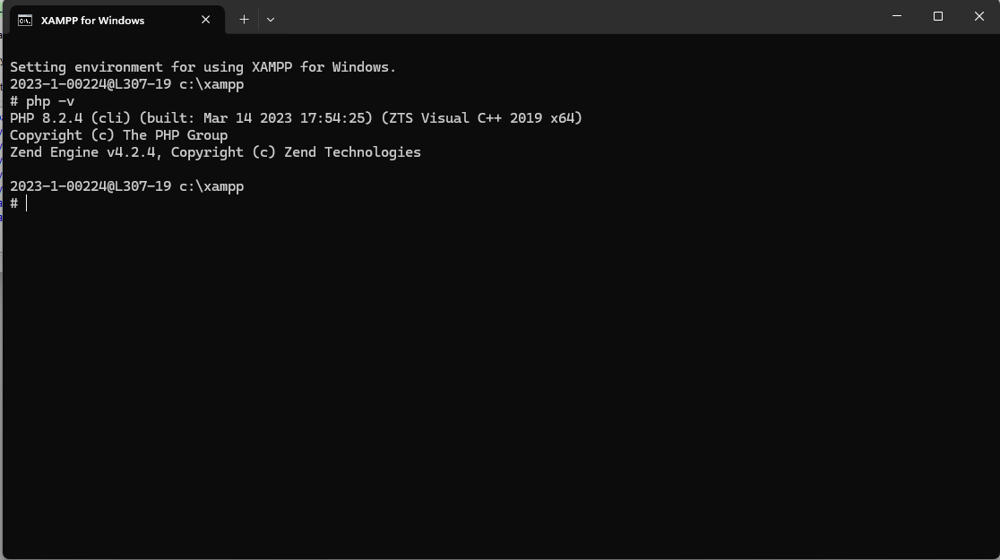 XAMPP for Windows
Setting environment for using XAMPP for Windows.
2023-1-00224@L307-19 c:\xampp
# php -v
PHP 8.2.4 (cli) (built: Mar 14 2023 17:54:25) (ZTS Visual C++ 2019 x64)
Copyright (c) The PHP Group
Zend Engine v4.2.4, Copyright (c) Zend Technologies
2023-1-00224@L307-19 c:\xampp
#